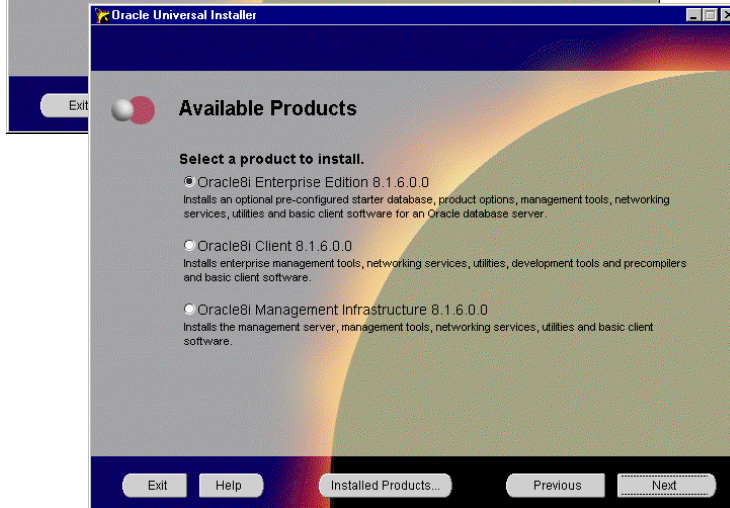 Oracle Universal Installer
Exit
Available Products
Select a product to install.
Oracle8i Enterprise Edition 8.1.6.0.0
Installs an optional pre-configured starter database, product options, management tools, networking
services, utilities and basic client software for an Oracle database server.
Oracle8i Client 8.1.6.0.0
Installs enterprise management tools, networking services, utilities, development tools and precompilers
and basic client software.
Oracle8i Management Infrastructure 8.1.6.0.0
Installs the management server, management tools, networking services, utilities and basic client
software.
Exit Help Installed Products... Previous Next